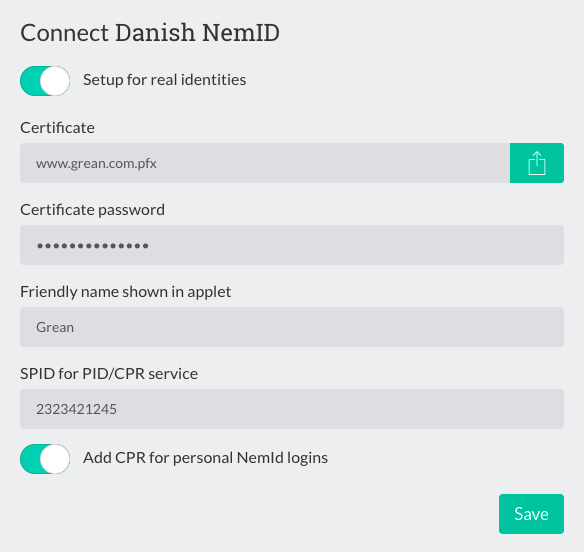 Connect Danish NemID
Setup for real identities
Certificate
www.grean.com.pfx
Certificate password
••••••••••••••
Friendly name shown in applet
Grean
SPID for PID/CPR service
2323421245
Add CPR for personal NemId logins
Save